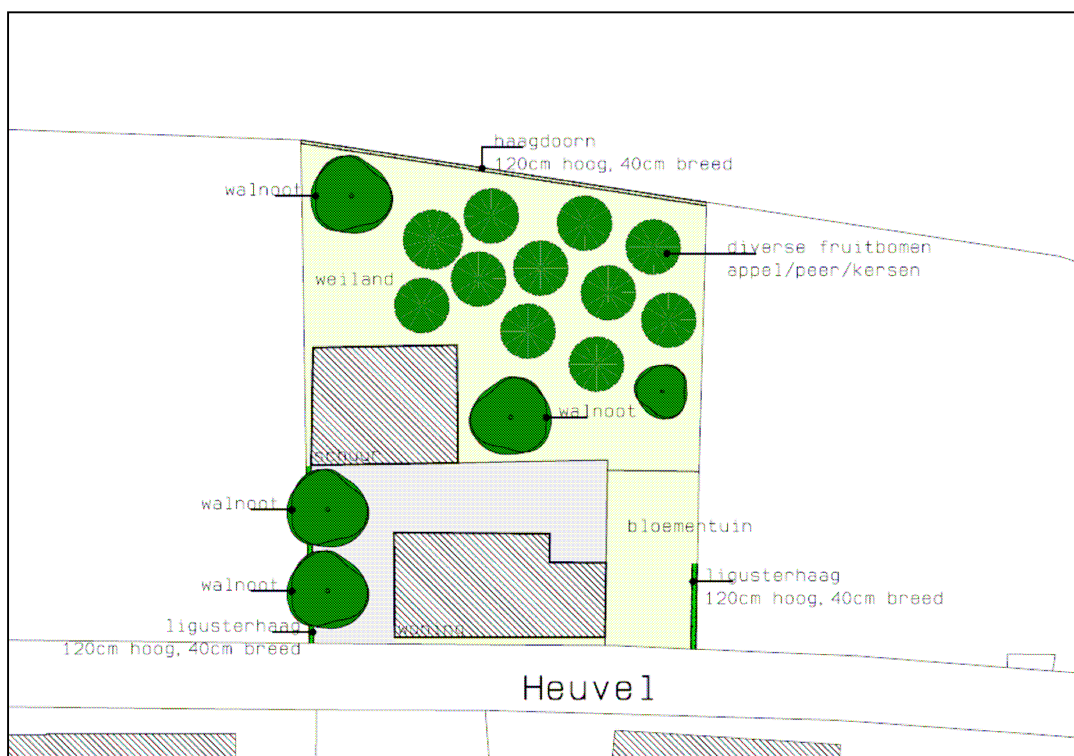 haagdoorn
120cm hoog, 40cm breed
walnoot
diverse fruitbomen
appel/peer/kersen
weiland
walnoot
schuur
walnoot
bloementuin
walnoot
ligusterhaag
120cm hoog, 40cm breed
ligusterhaag
120cm hoog, 40cm breed
woning
Heuvel